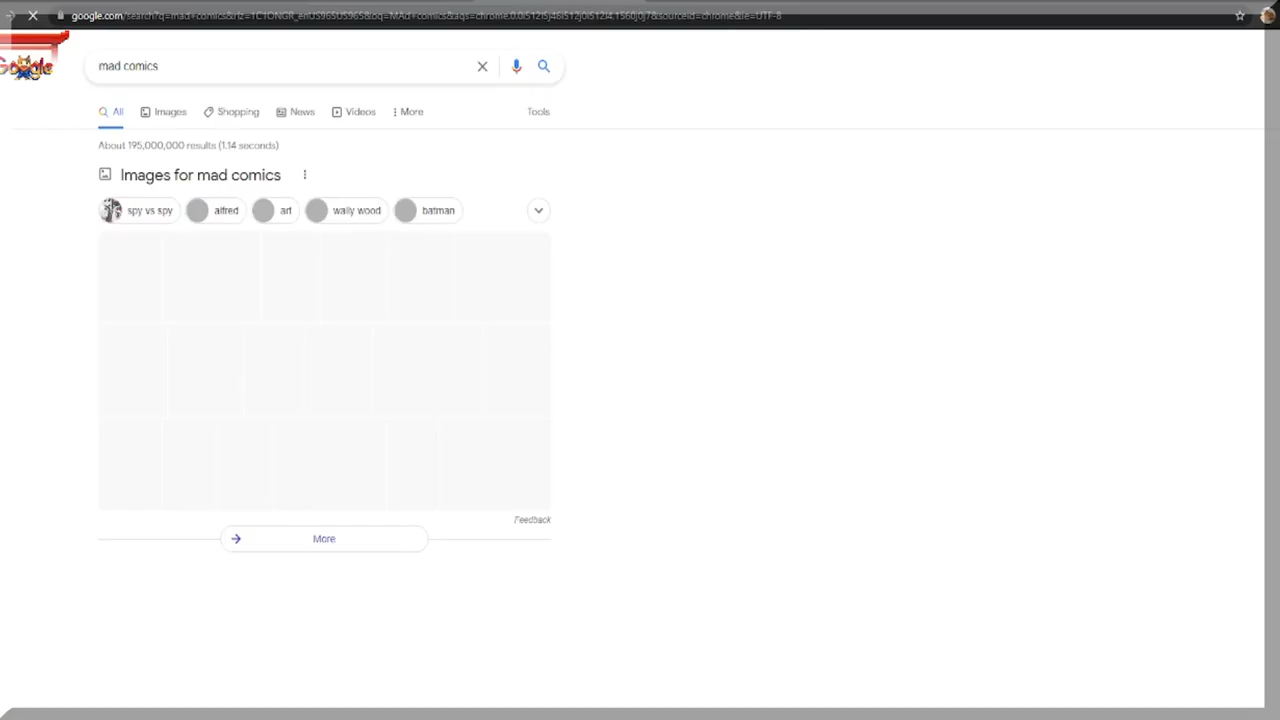 Google
mad comics
All Images Shopping News Videos More Tools
About 195,000,000 results (1.14 seconds)
Images for mad comics
spy vs spy alfred art wally wood batman
Feedback
More